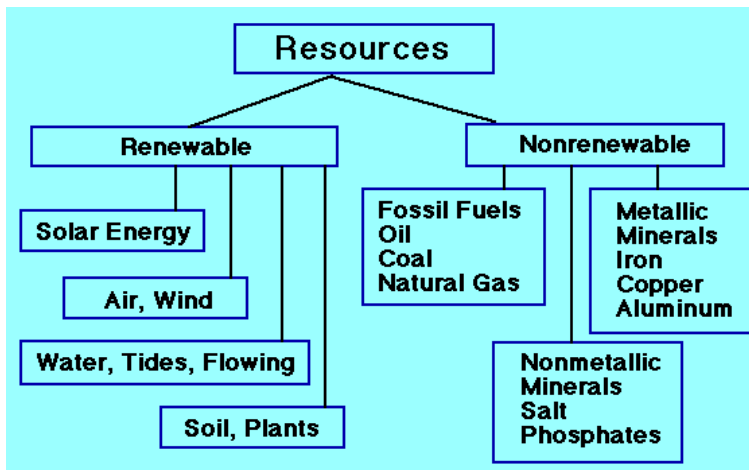 Resources
Renewable
Nonrenewable
Solar Energy
Air, Wind
Water, Tides, Flowing
Soil, Plants
Fossil Fuels
Oil
Coal
Natural Gas
Nonmetallic
Minerals
Salt
Phosphates
Metallic
Minerals
Iron
Copper
Aluminum